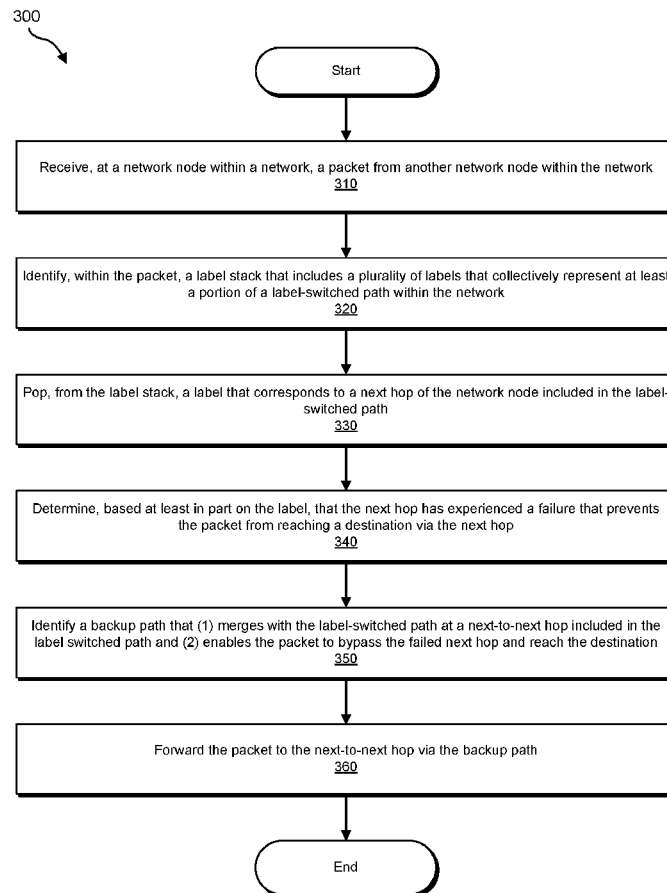 300
Start
Receive, at a network node within a network, a packet from another network node within the network
310
Identify, within the packet, a label stack that includes a plurality of labels that collectively represent at least
a portion of a label-switched path within the network
320
Pop, from the label stack, a label that corresponds to a next hop of the network node included in the label-
switched path
330
Determine, based at least in part on the label, that the next hop has experienced a failure that prevents
the packet from reaching a destination via the next hop
340
Identify a backup path that (1) merges with the label-switched path at a next-to-next hop included in the
label switched path and (2) enables the packet to bypass the failed next hop and reach the destination
350
Forward the packet to the next-to-next hop via the backup path
360
End